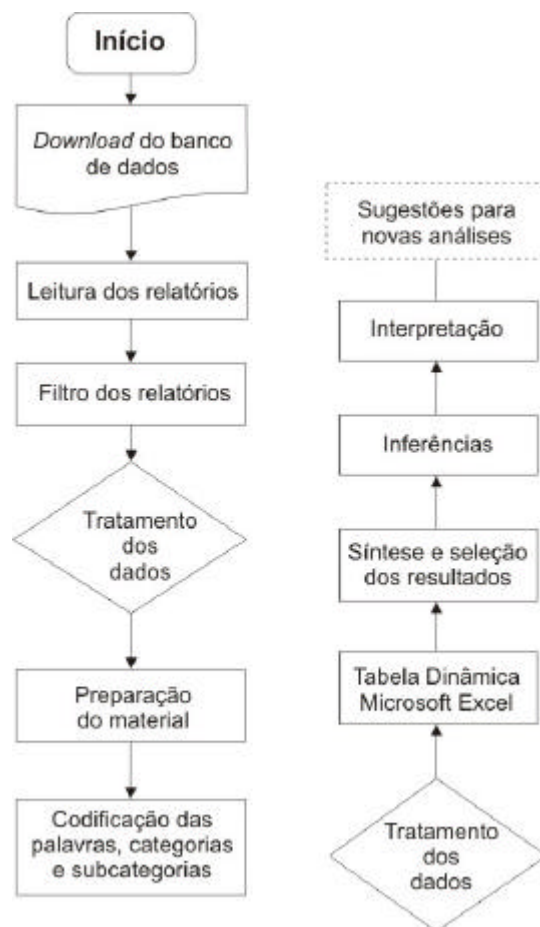 Início
Download do banco
de dados
Leitura dos relatórios
Filtro dos relatórios
Tratamento
dos
dados
Preparação
do material
Codificação das
palavras, categorias
e subcategorias
Sugestões para
novas análises
Interpretação
Inferências
Síntese e seleção
dos resultados
Tabela Dinâmica
Microsoft Excel
Tratamento
dos
dados